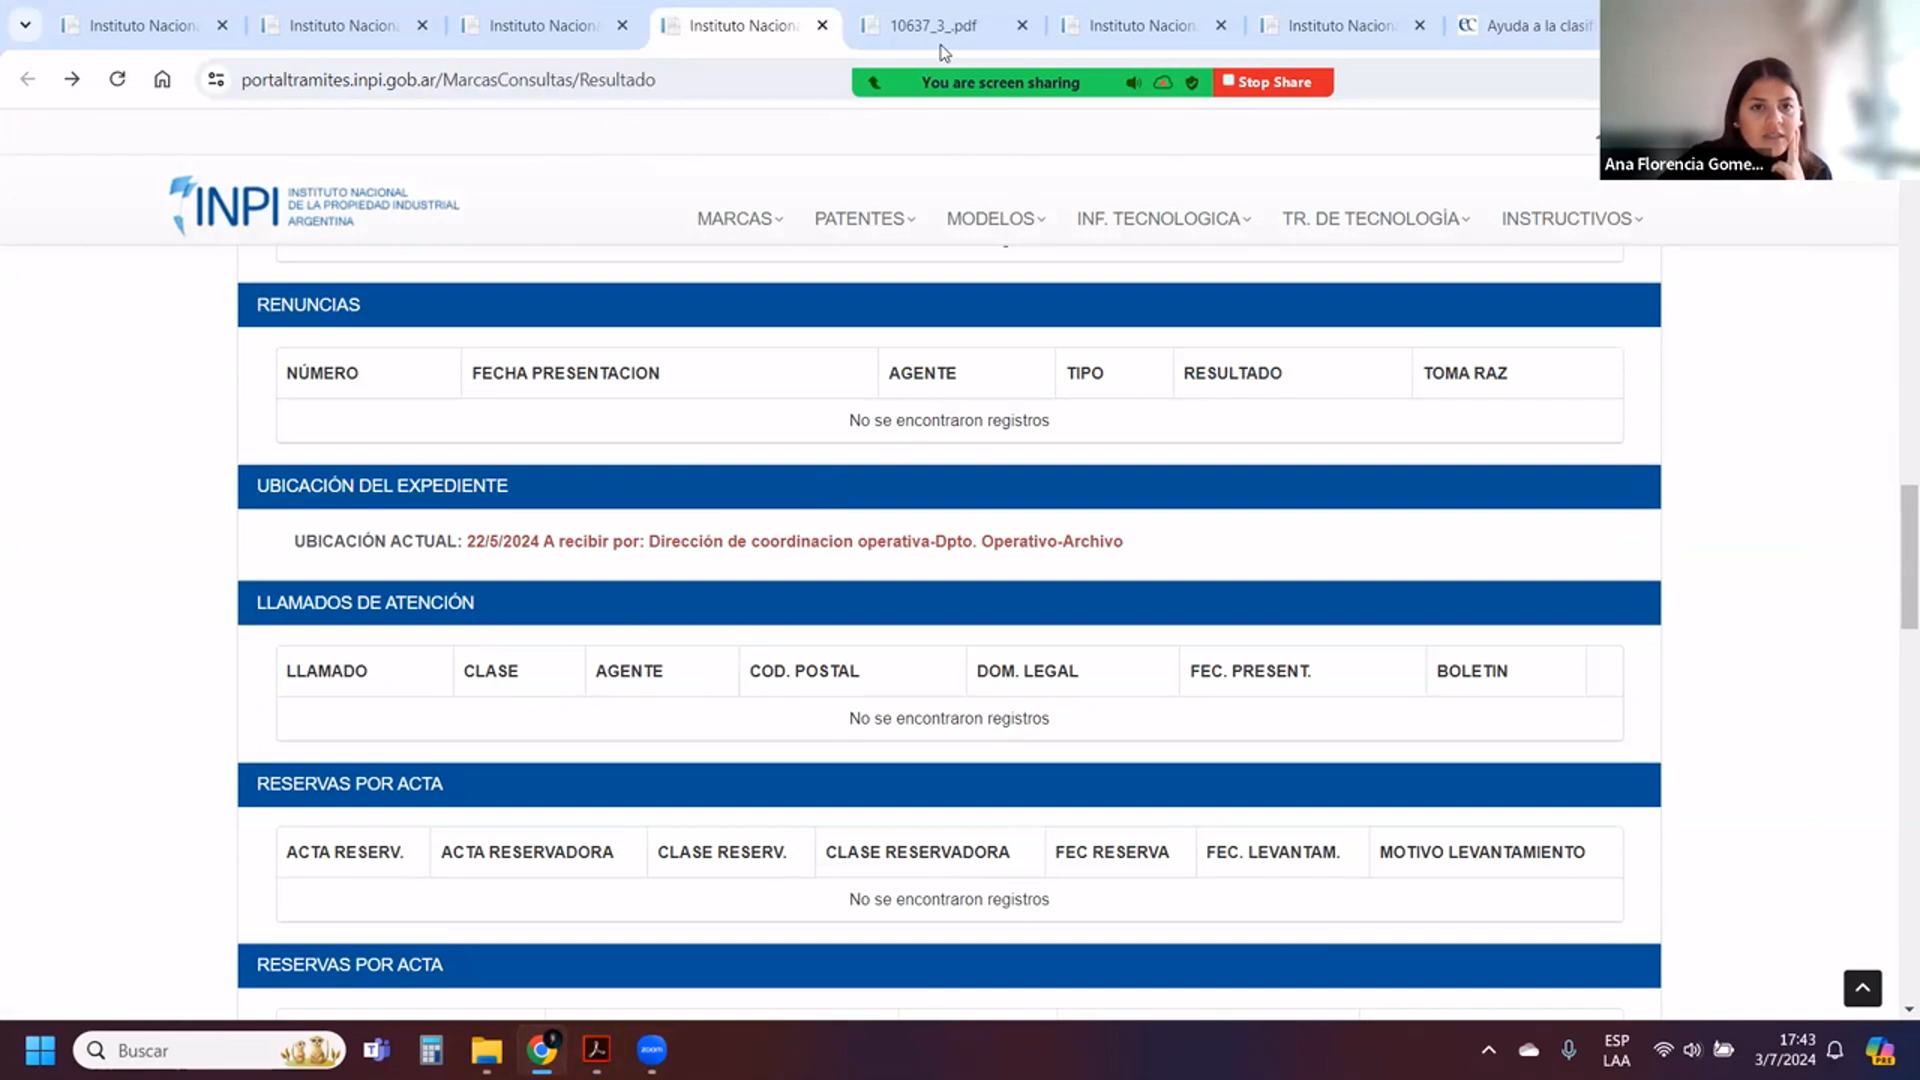 Instituto Nacion
Instituto Nacion
Instituto Nacion
Instituto Nacion
10637_3_.pdf
Instituto Nacion
Instituto Nacion
Ayuda a la clasif
portaltramites.inpi.gob.ar/MarcasConsultas/Resultado
You are screen sharing
Stop Share
Ana Florencia Gome...
INPI
INSTITUTO NACIONAL
DE LA PROPIEDAD INDUSTRIAL
ARGENTINA
MARCAS
PATENTES
MODELOS
INF. TECNOLOGICA
TR. DE TECNOLOGÍA
INSTRUCTIVOS
RENUNCIAS
NÚMERO FECHA PRESENTACION AGENTE TIPO RESULTADO TOMA RAZ
No se encontraron registros
UBICACIÓN DEL EXPEDIENTE
UBICACIÓN ACTUAL: 22/5/2024 A recibir por: Dirección de coordinacion operativa-Dpto. Operativo-Archivo
LLAMADOS DE ATENCIÓN
LLAMADO CLASE AGENTE COD. POSTAL DOM. LEGAL FEC. PRESENT. BOLETIN
No se encontraron registros
RESERVAS POR ACTA
ACTA RESERV. ACTA RESERVADORA CLASE RESERV. CLASE RESERVADORA FEC RESERVA FEC. LEVANTAM. MOTIVO LEVANTAMIENTO
No se encontraron registros
RESERVAS POR ACTA
Buscar
zoom
ESP
LAA
17:43
3/7/2024
PRE